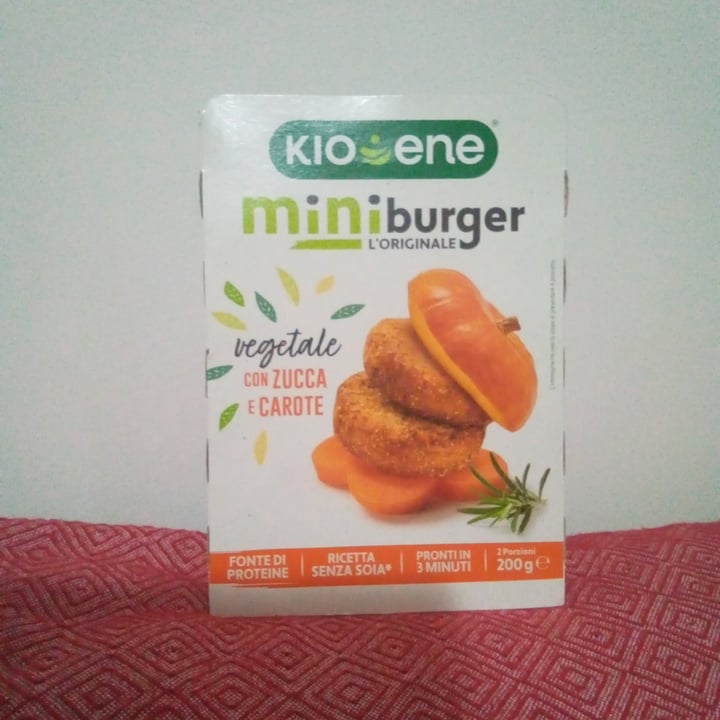 KIOENE®
miniburger
L'ORIGINALE
vegetale
CON ZUCCA
E CAROTE
FONTE DI
PROTEINE
RICETTA
SENZA SOIA*
PRONTI IN
3 MINUTI
2 Porzioni
200g e